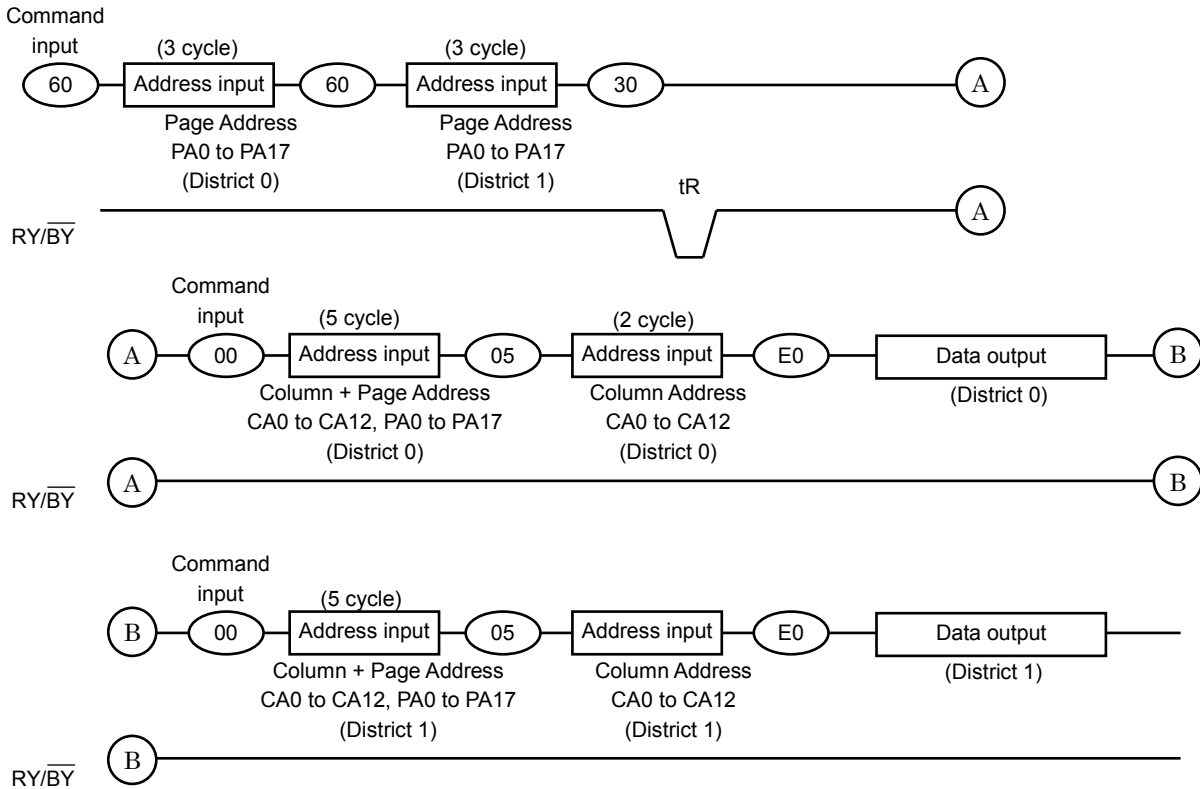 Command
input
(3 cycle) (3 cycle)
60 Address input 60 Address input 30 A
Page Address Page Address
PA0 to PA17 PA0 to PA17
(District 0) (District 1)
tR
RY/BY A
Command
input
(5 cycle) (2 cycle)
A 00 Address input 05 Address input E0 Data output B
Column + Page Address Column Address (District 0)
CA0 to CA12, PA0 to PA17 CA0 to CA12
(District 0) (District 0)
RY/BY A B
Command
input
(5 cycle)
B 00 Address input 05 Address input E0 Data output
Column + Page Address Column Address (District 1)
CA0 to CA12, PA0 to PA17 CA0 to CA12
(District 1) (District 1)
RY/BY B